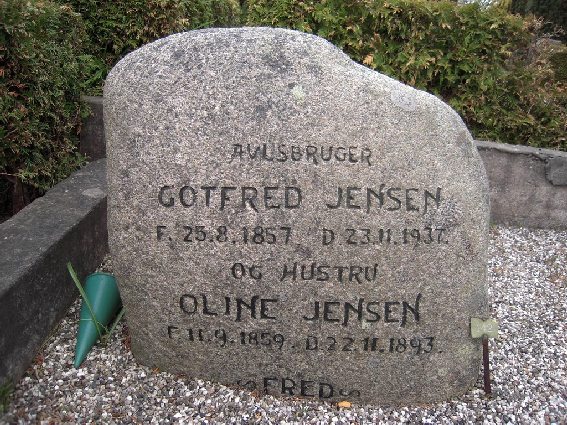 AVLSBRUGER
GOTFRED JENSEN
F. 25.8.1857. D 23.11.1937.
OG HUSTRU
OLINE JENSEN
F 11.9.1859. D.22.11.1893.
FRED